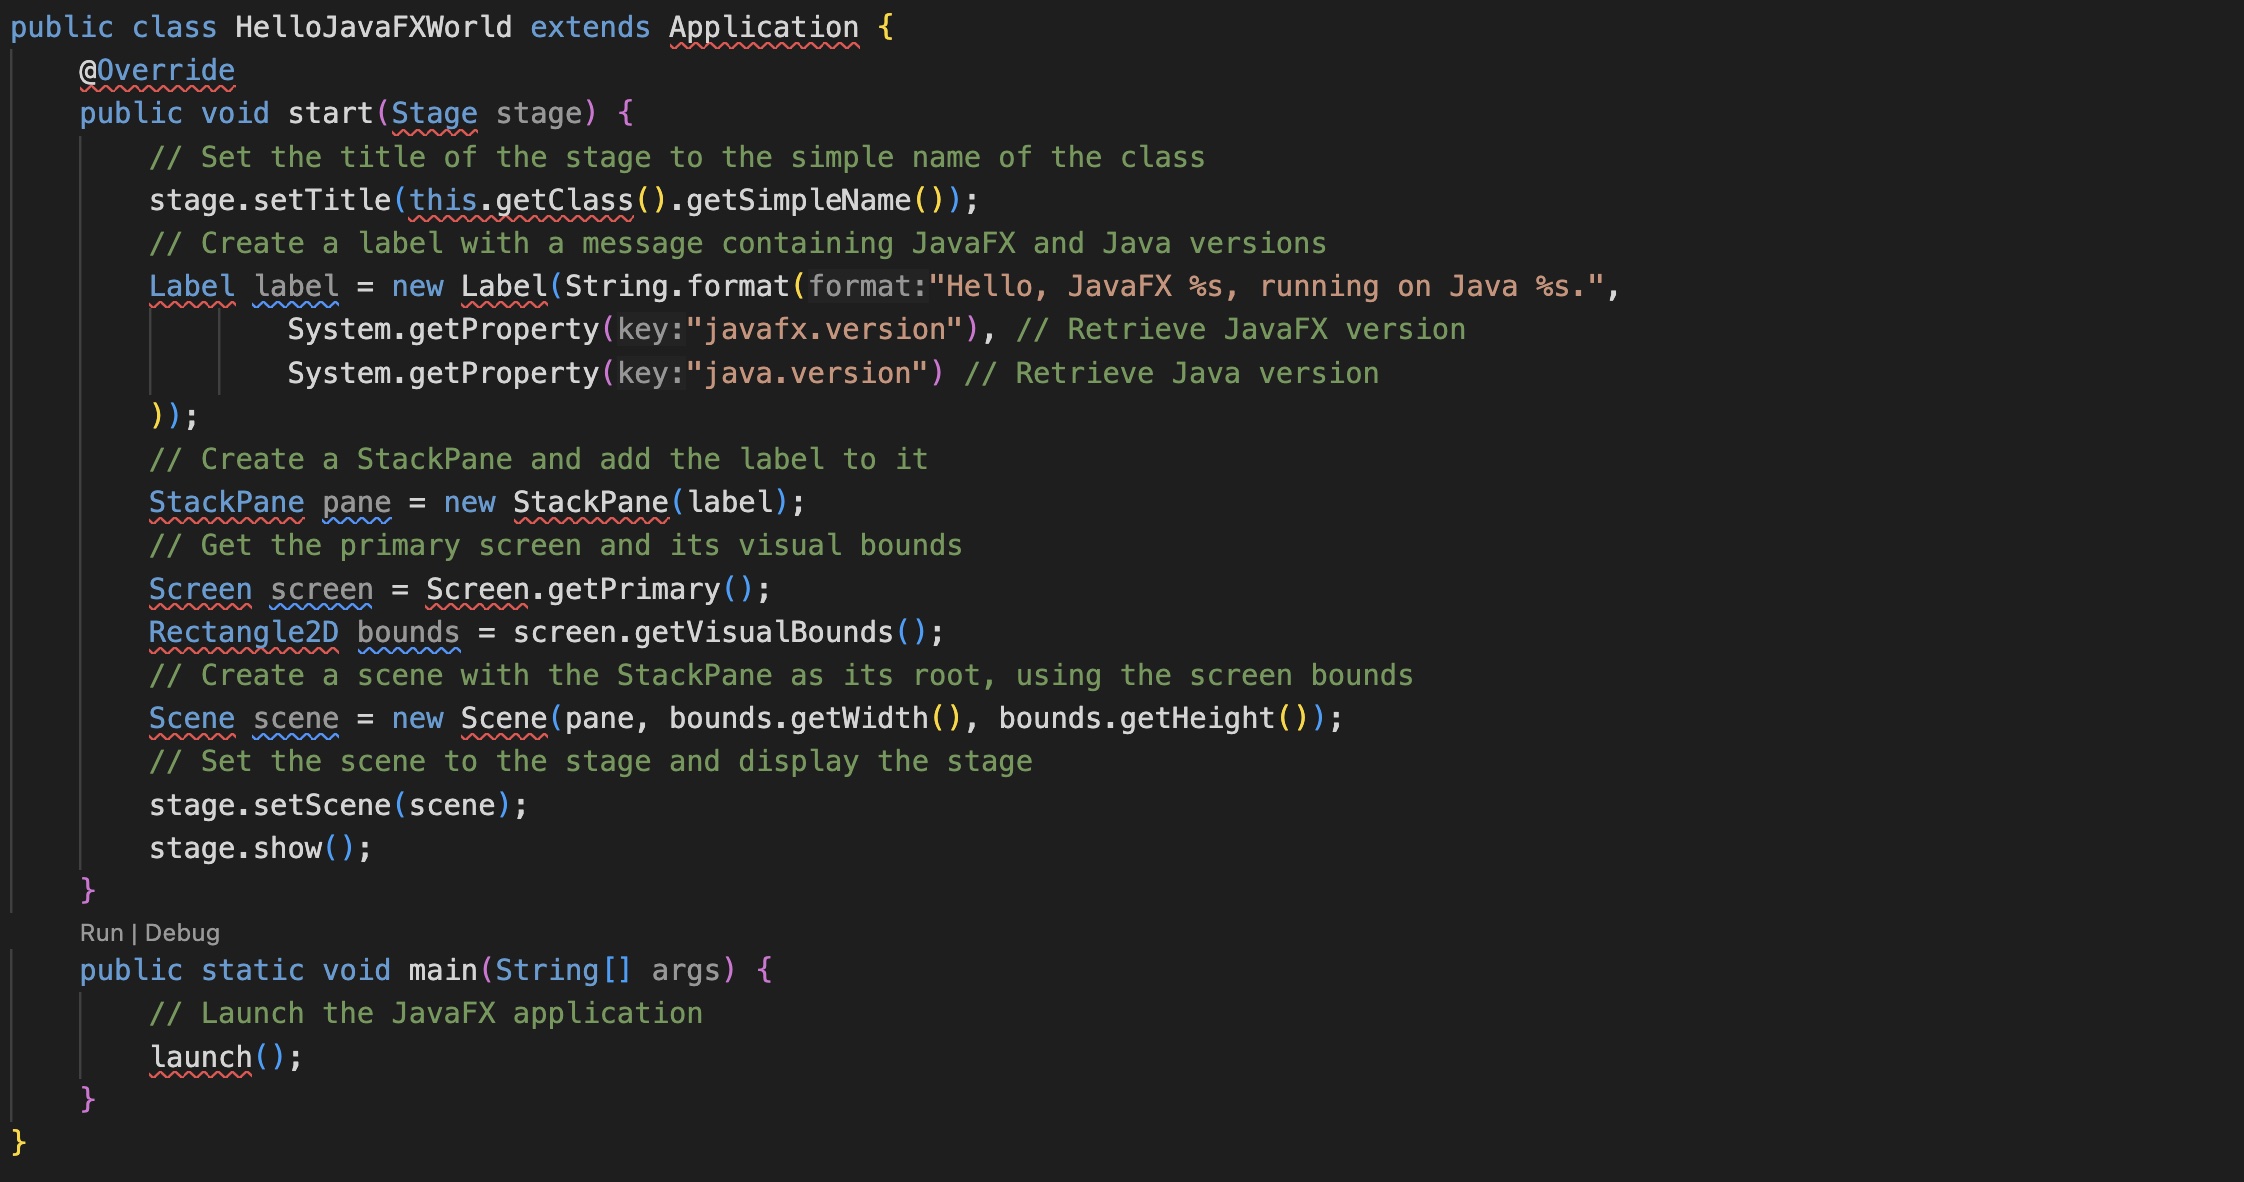 public class HelloJavaFXWorld extends Application {
@Override
public void start(Stage stage) {
// Set the title of the stage to the simple name of the class
stage.setTitle(this.getClass().getSimpleName());
// Create a label with a message containing JavaFX and Java versions
Label label = new Label(String.format(format:"Hello, JavaFX %s, running on Java %s.",
System.getProperty(key:"javafx.version"), // Retrieve JavaFX version
System.getProperty(key:"java.version") // Retrieve Java version
));
// Create a StackPane and add the label to it
StackPane pane = new StackPane(label);
// Get the primary screen and its visual bounds
Screen screen = Screen.getPrimary();
Rectangle2D bounds = screen.getVisualBounds();
// Create a scene with the StackPane as its root, using the screen bounds
Scene scene = new Scene(pane, bounds.getWidth(), bounds.getHeight());
// Set the scene to the stage and display the stage
stage.setScene(scene);
stage.show();
}
Run | Debug
public static void main(String[] args) {
// Launch the JavaFX application
launch();
}
}